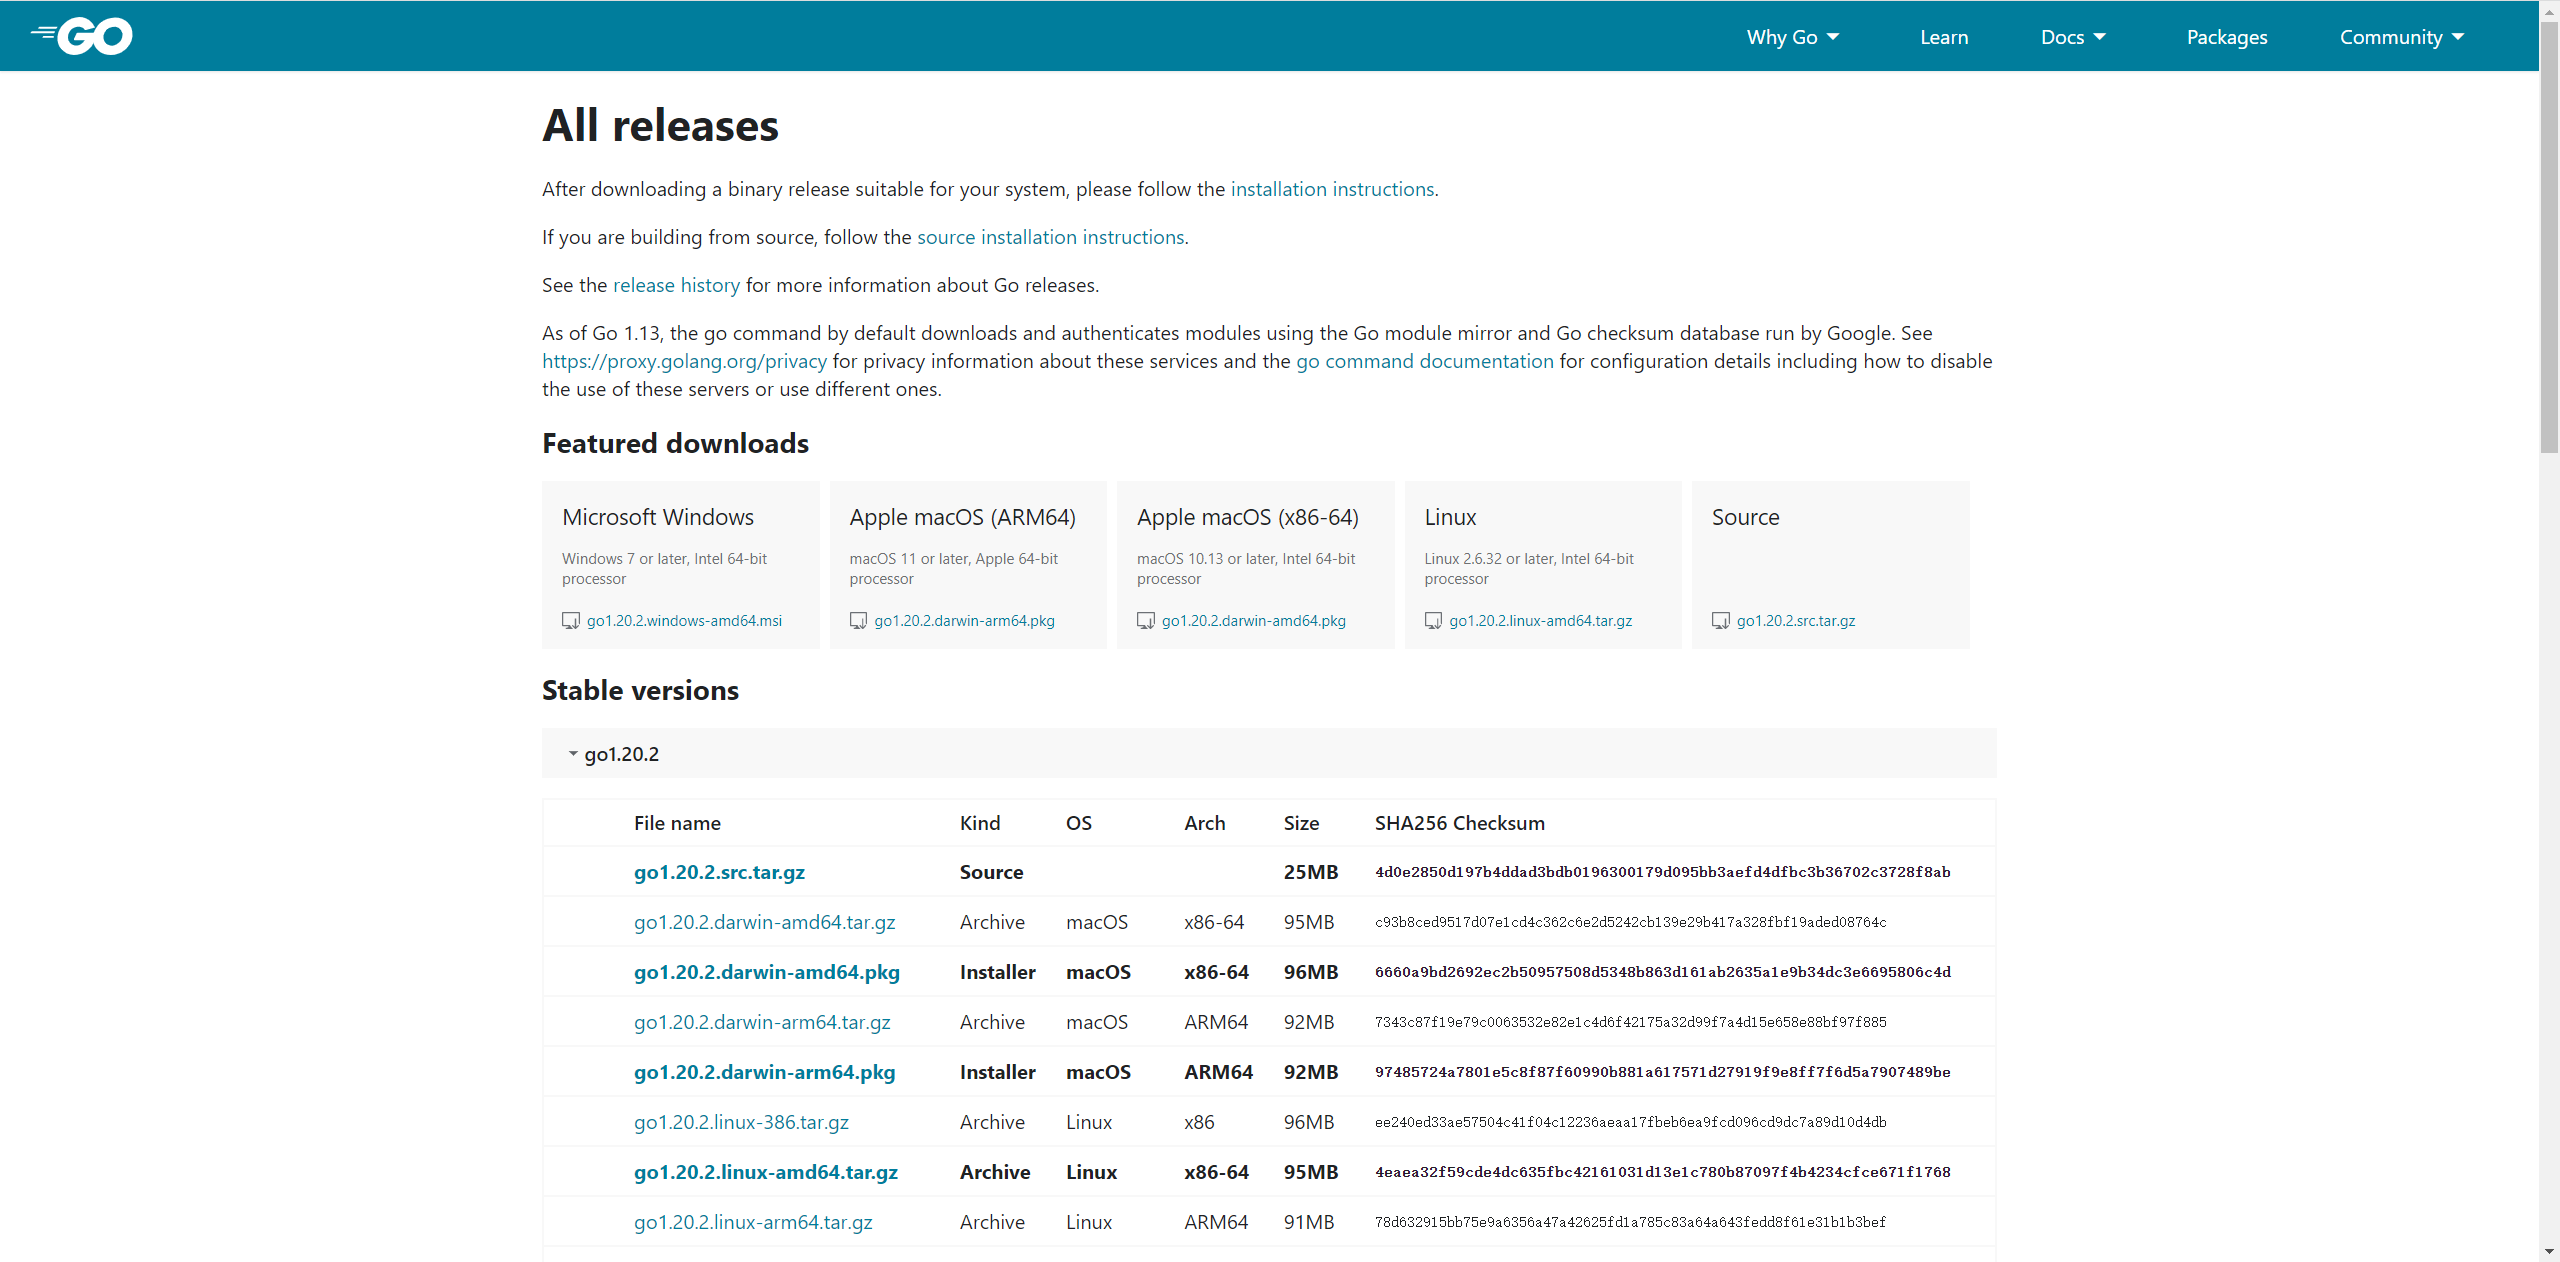 GO
Why Go
Learn
Docs
Packages
Community
All releases
After downloading a binary release suitable for your system, please follow the installation instructions.
If you are building from source, follow the source installation instructions.
See the release history for more information about Go releases.
As of Go 1.13, the go command by default downloads and authenticates modules using the Go module mirror and Go checksum database run by Google. See
https://proxy.golang.org/privacy for privacy information about these services and the go command documentation for configuration details including how to disable
the use of these servers or use different ones.
Featured downloads
Microsoft Windows
Windows 7 or later, Intel 64-bit
processor
go1.20.2.windows-amd64.msi
Apple macOS (ARM64)
macOS 11 or later, Apple 64-bit
processor
go1.20.2.darwin-arm64.pkg
Apple macOS (x86-64)
macOS 10.13 or later, Intel 64-bit
processor
go1.20.2.darwin-amd64.pkg
Linux
Linux 2.6.32 or later, Intel 64-bit
processor
go1.20.2.linux-amd64.tar.gz
Source
go1.20.2.src.tar.gz
Stable versions
go1.20.2
File name Kind OS Arch Size SHA256 Checksum
go1.20.2.src.tar.gz Source 25MB 4d0e2850d197b4ddad3bdb0196300179d095bb3aefd4dfbc3b36702c3728f8ab
go1.20.2.darwin-amd64.tar.gz Archive macOS x86-64 95MB c93b8ced9517d07e1cd4c362c6e2d5242cb139e29b417a328fbf19aded08764c
go1.20.2.darwin-amd64.pkg Installer macOS x86-64 96MB 6660a9bd2692ec2b50957508d5348b863d161ab2635a1e9b34dc3e6695806c4d
go1.20.2.darwin-arm64.tar.gz Archive macOS ARM64 92MB 7343c87f19e79c0063532e82e1c4d6f42175a32d99f7a4d15e658e88bf97f885
go1.20.2.darwin-arm64.pkg Installer macOS ARM64 92MB 97485724a7801e5c8f87f60990b881a617571d27919f9e8ff7f6d5a7907489be
go1.20.2.linux-386.tar.gz Archive Linux x86 96MB ee240ed33ae57504c41f04c12236aeaa17fbeb6ea9fcd096cd9dc7a89d10d4db
go1.20.2.linux-amd64.tar.gz Archive Linux x86-64 95MB 4eaea32f59cde4dc635fbc42161031d13e1c780b87097f4b4234cfce671f1768
go1.20.2.linux-arm64.tar.gz Archive Linux ARM64 91MB 78d632915bb75e9a6356a47a42625fd1a785c83a64a643fedd8f61e31b1b3bef